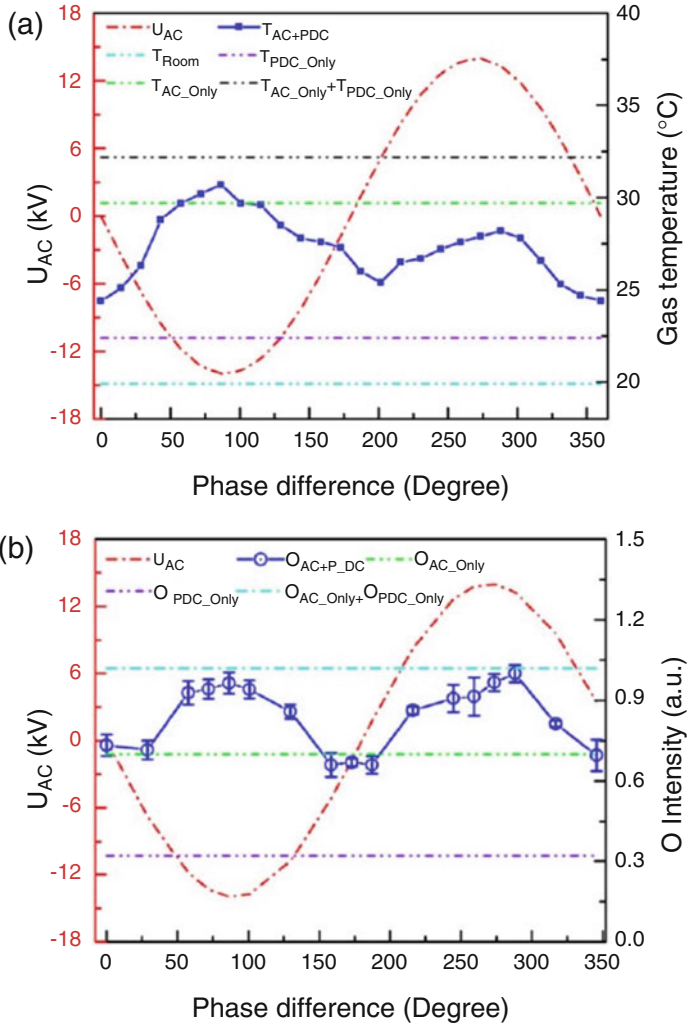 (a)
U_AC
T_AC+PDC
T_Room
T_PDC_Only
T_AC_Only
T_AC_Only+T_PDC_Only
18
12
6
0
-6
-12
-18
U_AC (kV)
40
35
30
25
20
Gas temperature (°C)
0 50 100 150 200 250 300 350
Phase difference (Degree)
(b)
U_AC
O_AC+P_DC
O_AC_Only
O_PDC_Only
O_AC_Only+O_PDC_Only
18
12
6
0
-6
-12
-18
U_AC (kV)
1.5
1.2
0.9
0.6
0.3
0.0
O Intensity (a.u.)
0 50 100 150 200 250 300 350
Phase difference (Degree)